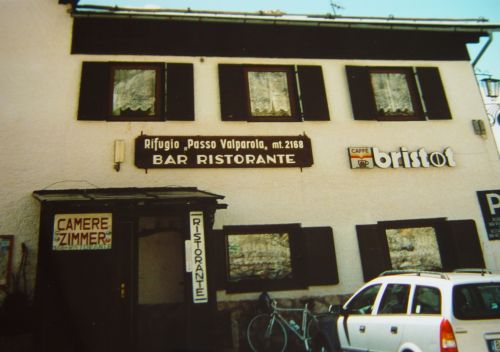 Rifugio „Passo Valparola„ mt. 2168
BAR RISTORANTE
CAFFÈ
bristot
CAMERE
"ZIMMER"
RISTORANTE
P